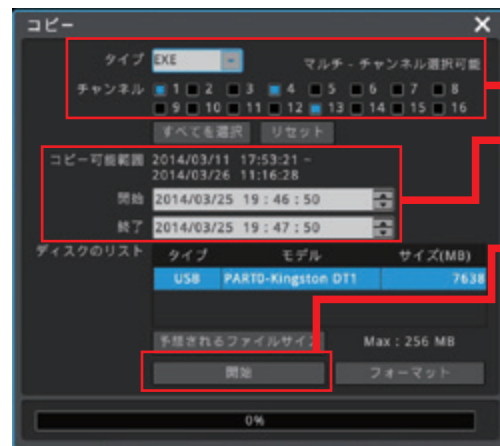 コピー
タイプ EXE マルチ - チャンネル選択可能
チャンネル 1 2 3 4 5 6 7 8
9 10 11 12 13 14 15 16
すべてを選択 リセット
コピー可能範囲 2014/03/11 17:53:21 ~
2014/03/26 11:16:28
開始 2014/03/25 19 : 46 : 50
終了 2014/03/25 19 : 47 : 50
ディスクのリスト タイプ モデル サイズ(MB)
USB PART0-Kingston DT1 7638
予想されるファイルサイズ Max : 256 MB
開始 フォーマット
0%